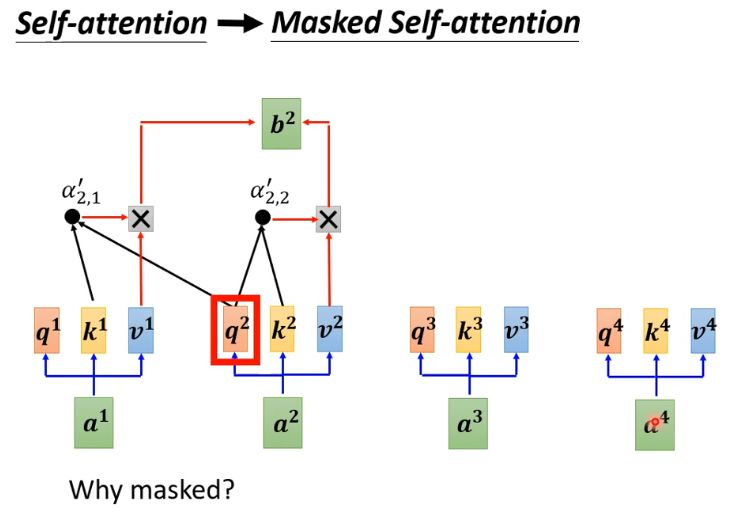 Self-attention → Masked Self-attention
b²
α′₂,₁ α′₂,₂
q¹ k¹ v¹ q² k² v² q³ k³ v³ q⁴ k⁴ v⁴
a¹ a² a³ a⁴
Why masked?